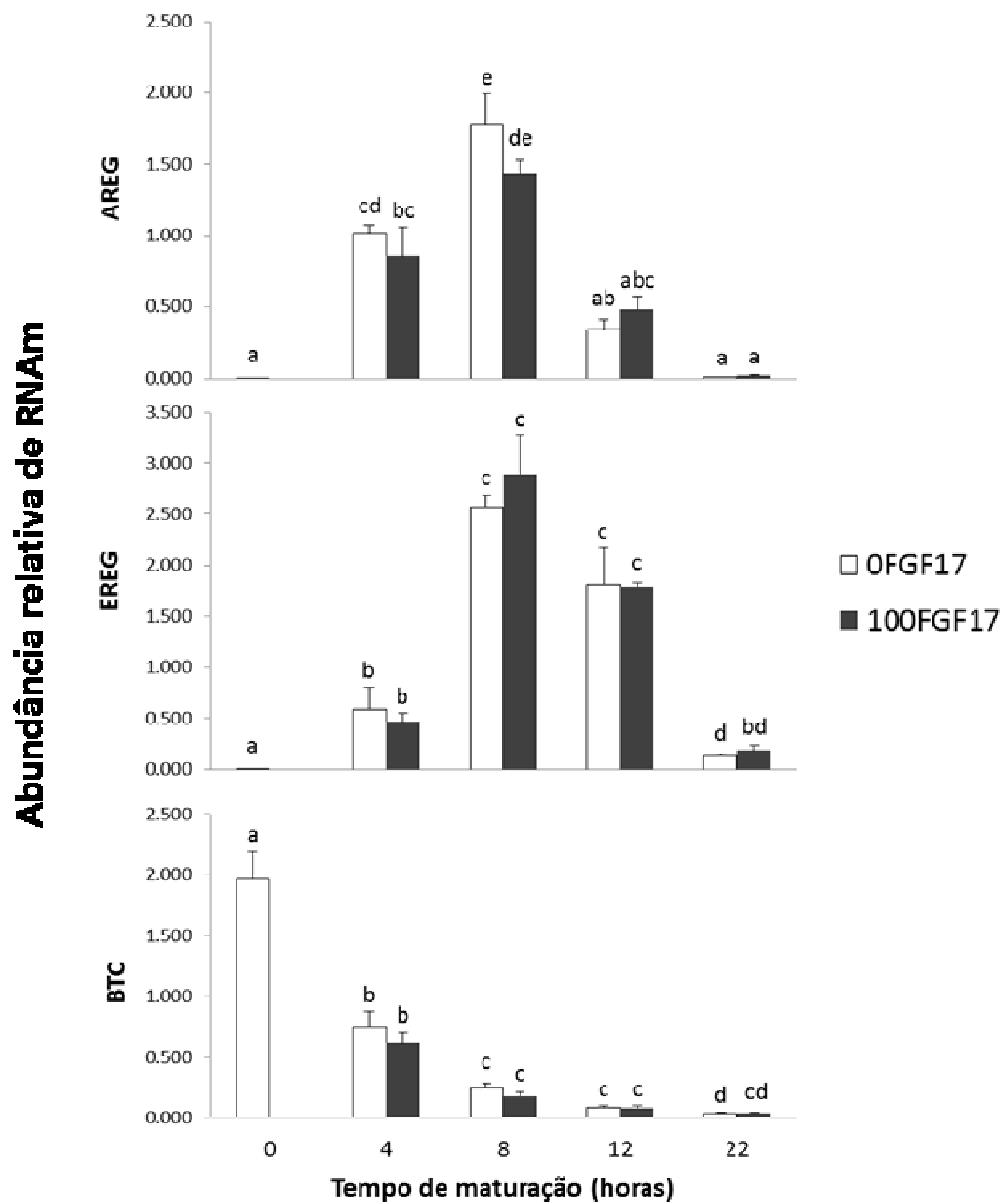 Abundância relativa de RNAm
AREG
2.500
2.000
1.500
1.000
0.500
0.000
a
cd
bc
e
de
ab
abc
a
a
EREG
3.500
3.000
2.500
2.000
1.500
1.000
0.500
0.000
a
b
b
c
c
c
c
d
bd
BTC
2.500
2.000
1.500
1.000
0.500
0.000
a
b
b
c
c
c
c
d
cd
0 4 8 12 22
Tempo de maturação (horas)
0FGF17
100FGF17